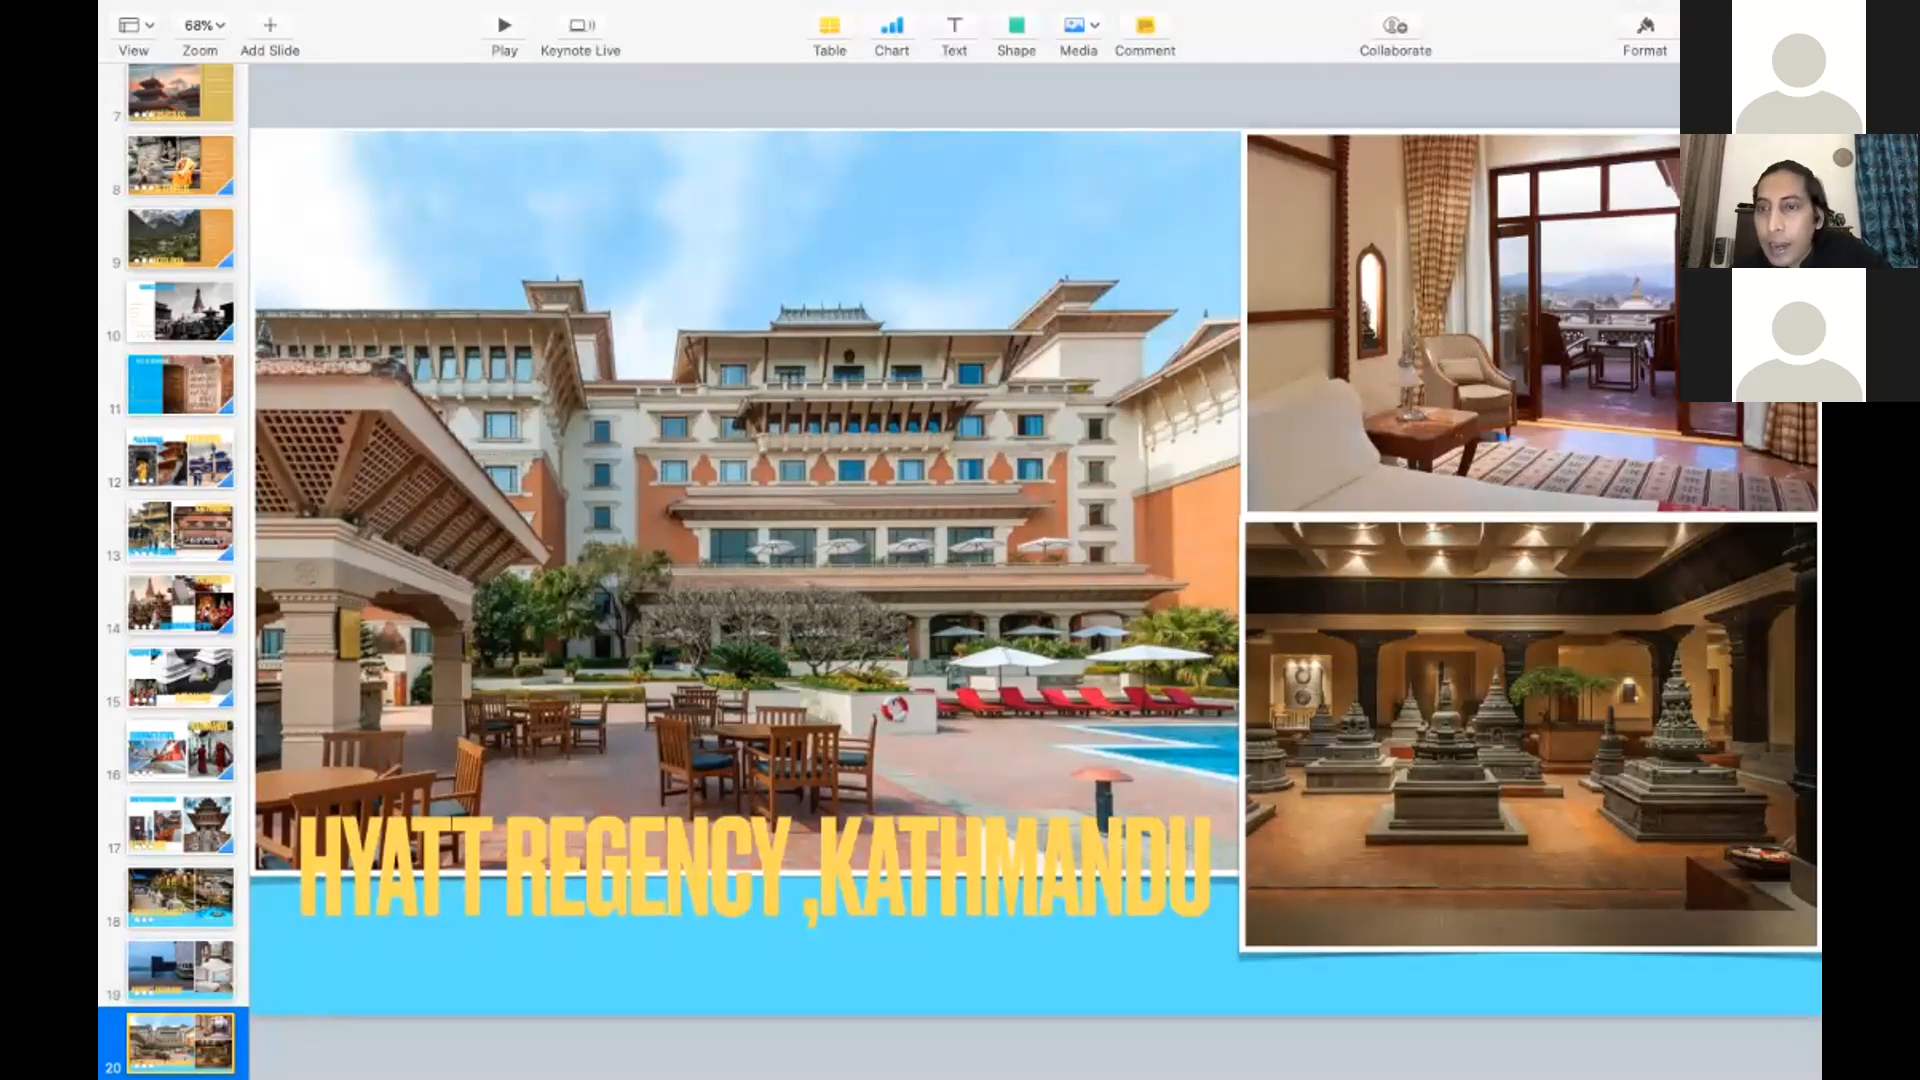 68%
View
Zoom
Add Slide
Play
Keynote Live
Table
Chart
Text
Shape
Media
Comment
Collaborate
Format
7
8
9
10
11
12
13
14
15
16
17
18
19
20
HYATT REGENCY ,KATHMANDU